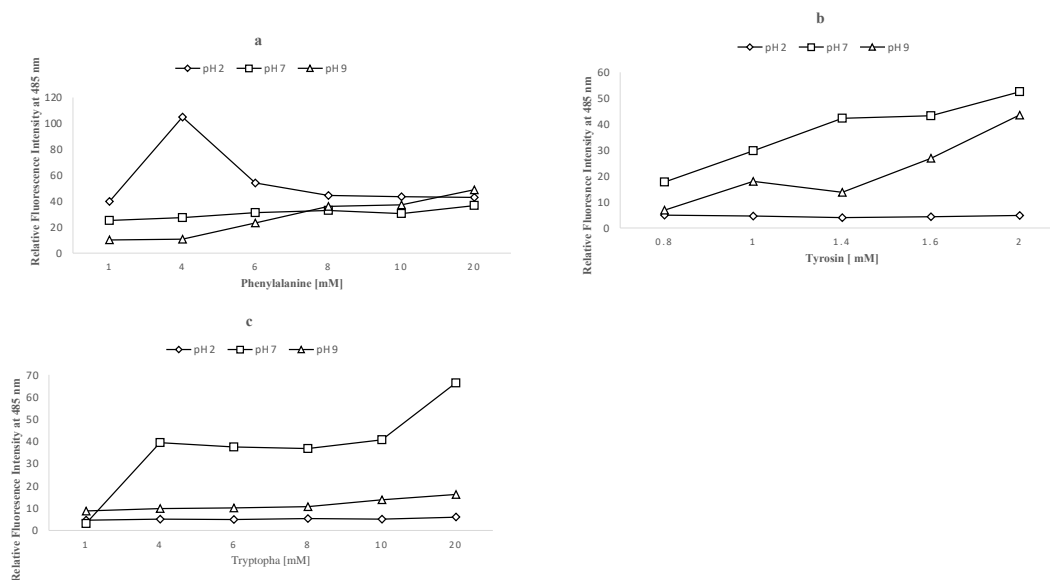 a
pH 2 pH 7 pH 9
Relative Fluorescence Intensity at 485 nm
120
100
80
60
40
20
0
1 4 6 8 10 20
Phenylalanine [mM]
b
pH 2 pH 7 pH 9
Relative Fluoresence Intensity at 485 nm
60
50
40
30
20
10
0
0.8 1 1.4 1.6 2
Tyrosin [ mM]
c
pH 2 pH 7 pH 9
Relative Fluoresence Intensity at 485 nm
70
60
50
40
30
20
10
0
1 4 6 8 10 20
Tryptopha [mM]